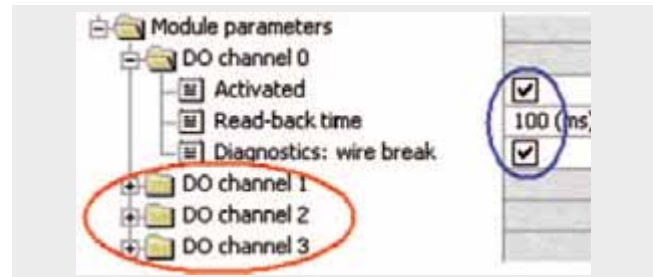 Module parameters
DO channel 0
Activated
Read-back time 100 (ms)
Diagnostics: wire break
DO channel 1
DO channel 2
DO channel 3